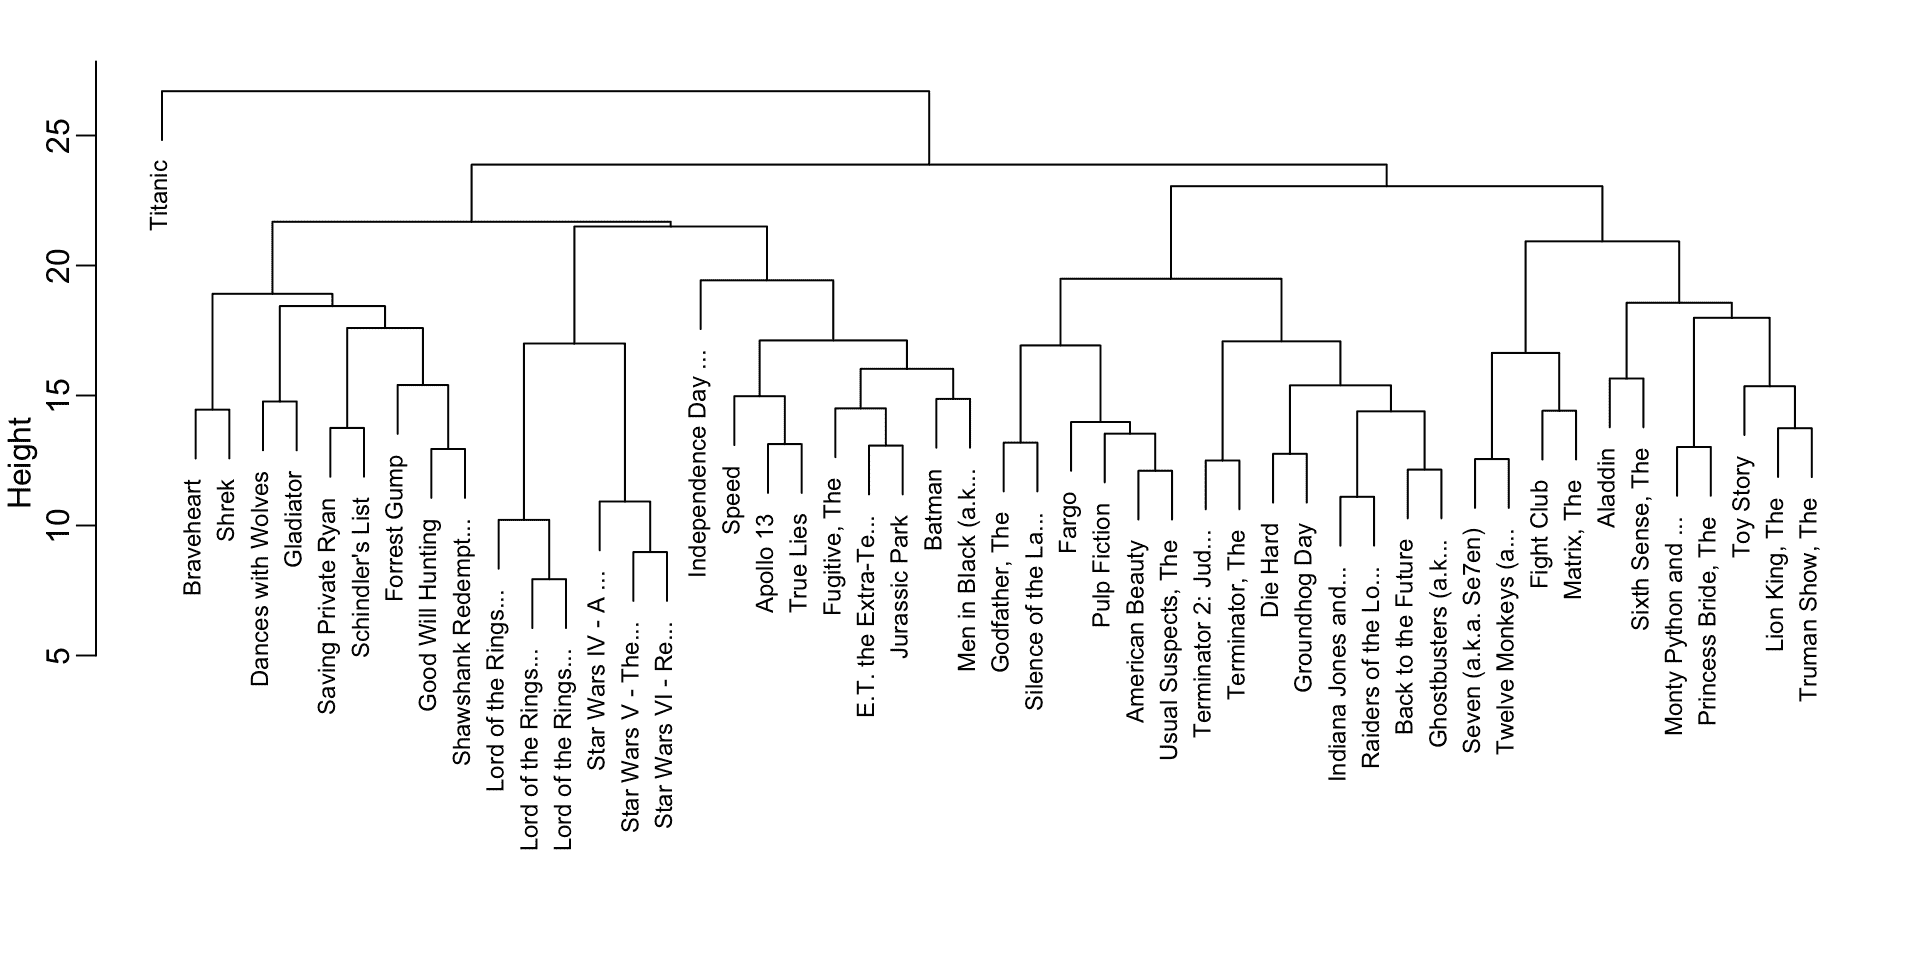 Height
25
20
15
10
5
Titanic
Braveheart
Shrek
Dances with Wolves
Gladiator
Saving Private Ryan
Schindler's List
Forrest Gump
Good Will Hunting
Shawshank Redempt...
Lord of the Rings...
Lord of the Rings...
Lord of the Rings...
Star Wars IV - A ...
Star Wars V - The...
Star Wars VI - Re...
Independence Day ...
Speed
Apollo 13
True Lies
Fugitive, The
E.T. the Extra-Te...
Jurassic Park
Batman
Men in Black (a.k...
Godfather, The
Silence of the La...
Fargo
Pulp Fiction
American Beauty
Usual Suspects, The
Terminator 2: Jud...
Terminator, The
Die Hard
Groundhog Day
Indiana Jones and...
Raiders of the Lo...
Back to the Future
Ghostbusters (a.k...
Seven (a.k.a. Se7en)
Twelve Monkeys (a...
Fight Club
Matrix, The
Aladdin
Sixth Sense, The
Monty Python and ...
Princess Bride, The
Toy Story
Lion King, The
Truman Show, The